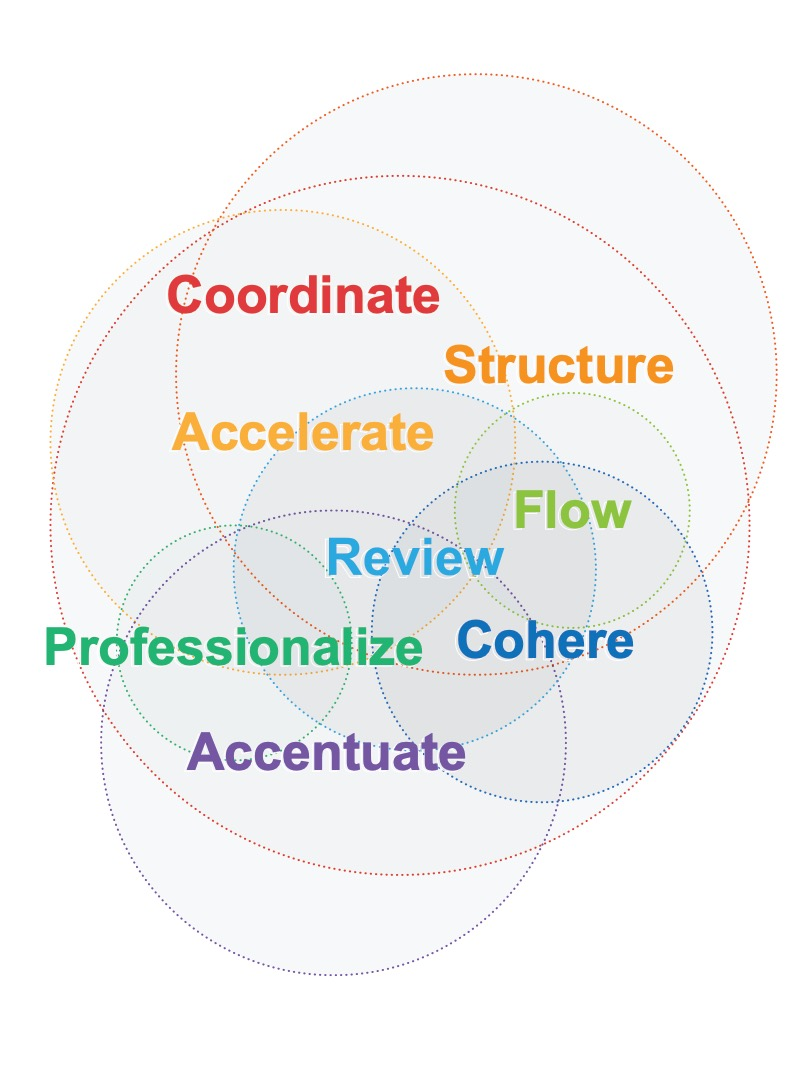 Coordinate
Structure
Accelerate
Flow
Review
Cohere
Professionalize
Accentuate